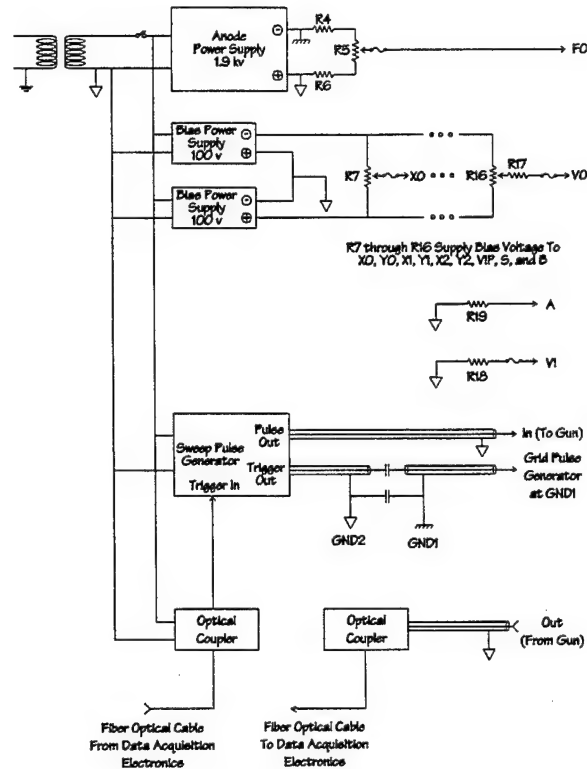 Anode
Power Supply
1.9 kv
R4
R5
R6
F0
Bias Power
Supply
100 v
Bias Power
Supply
100 v
R7
X0
R16
R17
V0
R7 through R16 Supply Bias Voltage To
X0, Y0, X1, Y1, X2, Y2, V1P, S, and B
R19
A
R18
V1
Sweep Pulse
Generator
Pulse
Out
Trigger
Out
Trigger In
In (To Gun)
Grid Pulse
Generator
at GND1
GND2
GND1
Optical
Coupler
Optical
Coupler
Out
(From Gun)
Fiber Optical Cable
From Data Acquisition
Electronics
Fiber Optical Cable
To Data Acquisition
Electronics